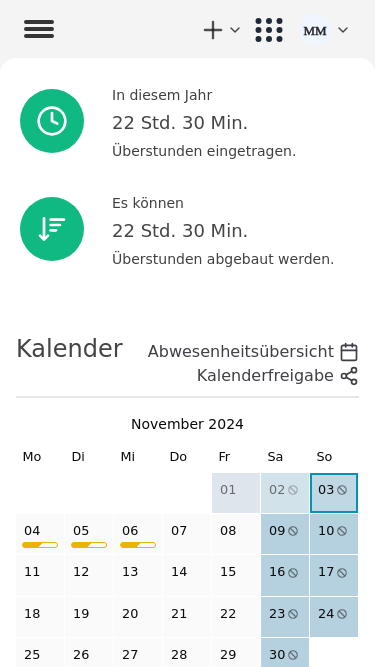 MM
In diesem Jahr
22 Std. 30 Min.
Überstunden eingetragen.
Es können
22 Std. 30 Min.
Überstunden abgebaut werden.
Kalender
Abwesenheitsübersicht
Kalenderfreigabe
November 2024
Mo Di Mi Do Fr Sa So
01 02 03
04 05 06 07 08 09 10
11 12 13 14 15 16 17
18 19 20 21 22 23 24
25 26 27 28 29 30